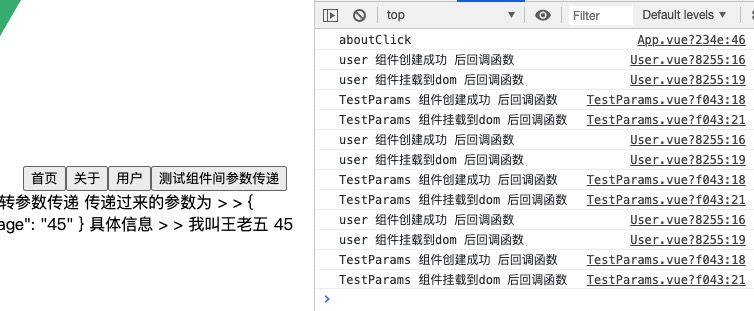 top
Filter
Default levels
aboutClick App.vue?234e:46
user 组件创建成功 后回调函数 User.vue?8255:16
user 组件挂载到dom 后回调函数 User.vue?8255:19
TestParams 组件创建成功 后回调函数 TestParams.vue?f043:18
TestParams 组件挂载到dom 后回调函数 TestParams.vue?f043:21
user 组件创建成功 后回调函数 User.vue?8255:16
user 组件挂载到dom 后回调函数 User.vue?8255:19
TestParams 组件创建成功 后回调函数 TestParams.vue?f043:18
TestParams 组件挂载到dom 后回调函数 TestParams.vue?f043:21
user 组件创建成功 后回调函数 User.vue?8255:16
user 组件挂载到dom 后回调函数 User.vue?8255:19
TestParams 组件创建成功 后回调函数 TestParams.vue?f043:18
TestParams 组件挂载到dom 后回调函数 TestParams.vue?f043:21
首页 关于 用户 测试组件间参数传递
转参数传递 传递过来的参数为 > > {
age": "45" } 具体信息 > > 我叫王老五 45